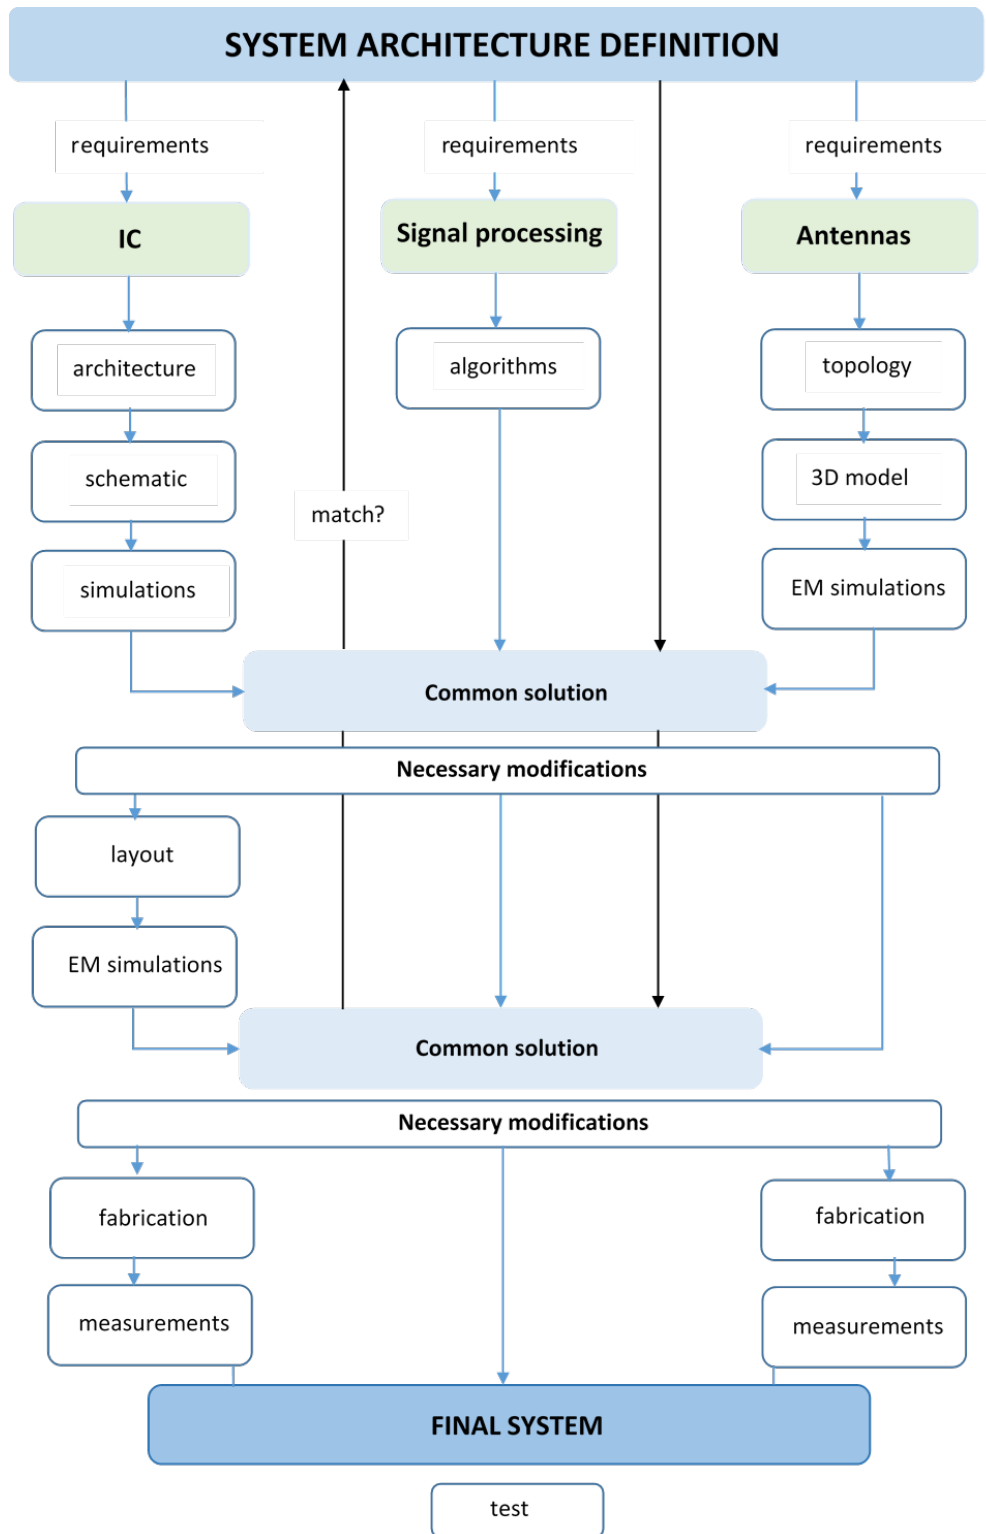 SYSTEM ARCHITECTURE DEFINITION
requirements
requirements
requirements
IC
Signal processing
Antennas
architecture
algorithms
topology
schematic
3D model
match?
simulations
EM simulations
Common solution
Necessary modifications
layout
EM simulations
Common solution
Necessary modifications
fabrication
fabrication
measurements
measurements
FINAL SYSTEM
test